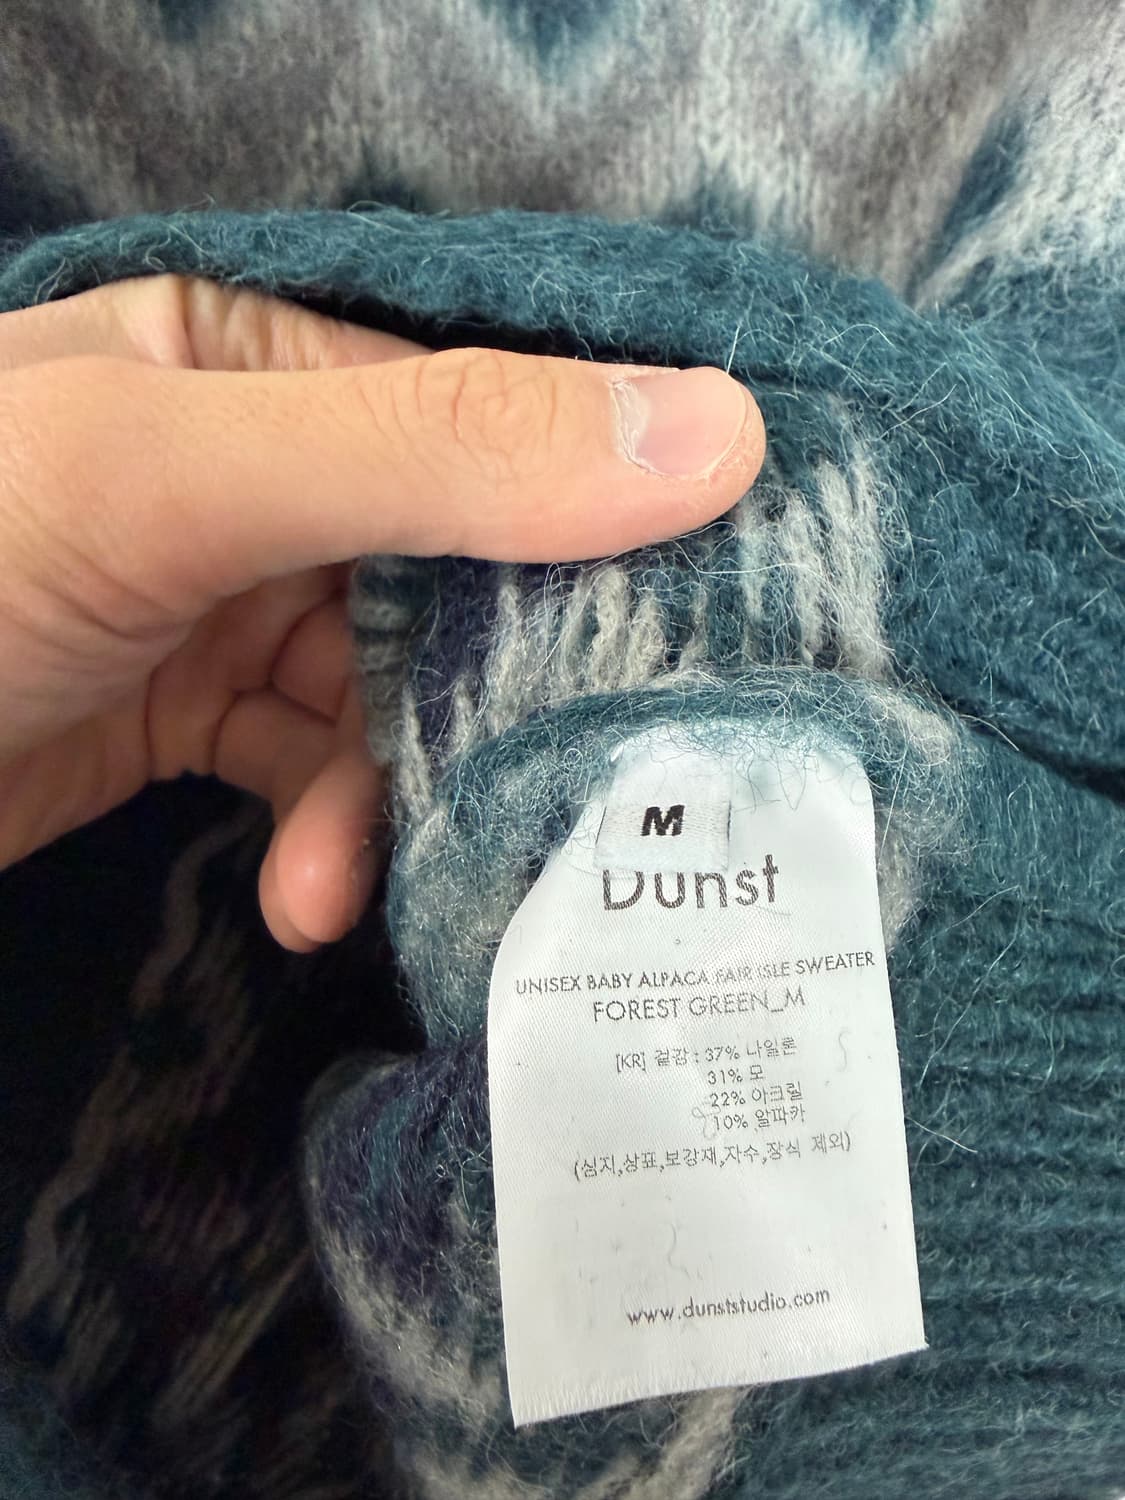 M
Dunst
UNISEX BABY ALPACA FAIR ISLE SWEATER
FOREST GREEN_M
[KR] 겉감 : 37% 나일론
31% 모
22% 아크릴
10% 알파카
(심지,상표,보강재,자수,장식 제외)
www.dunststudio.com